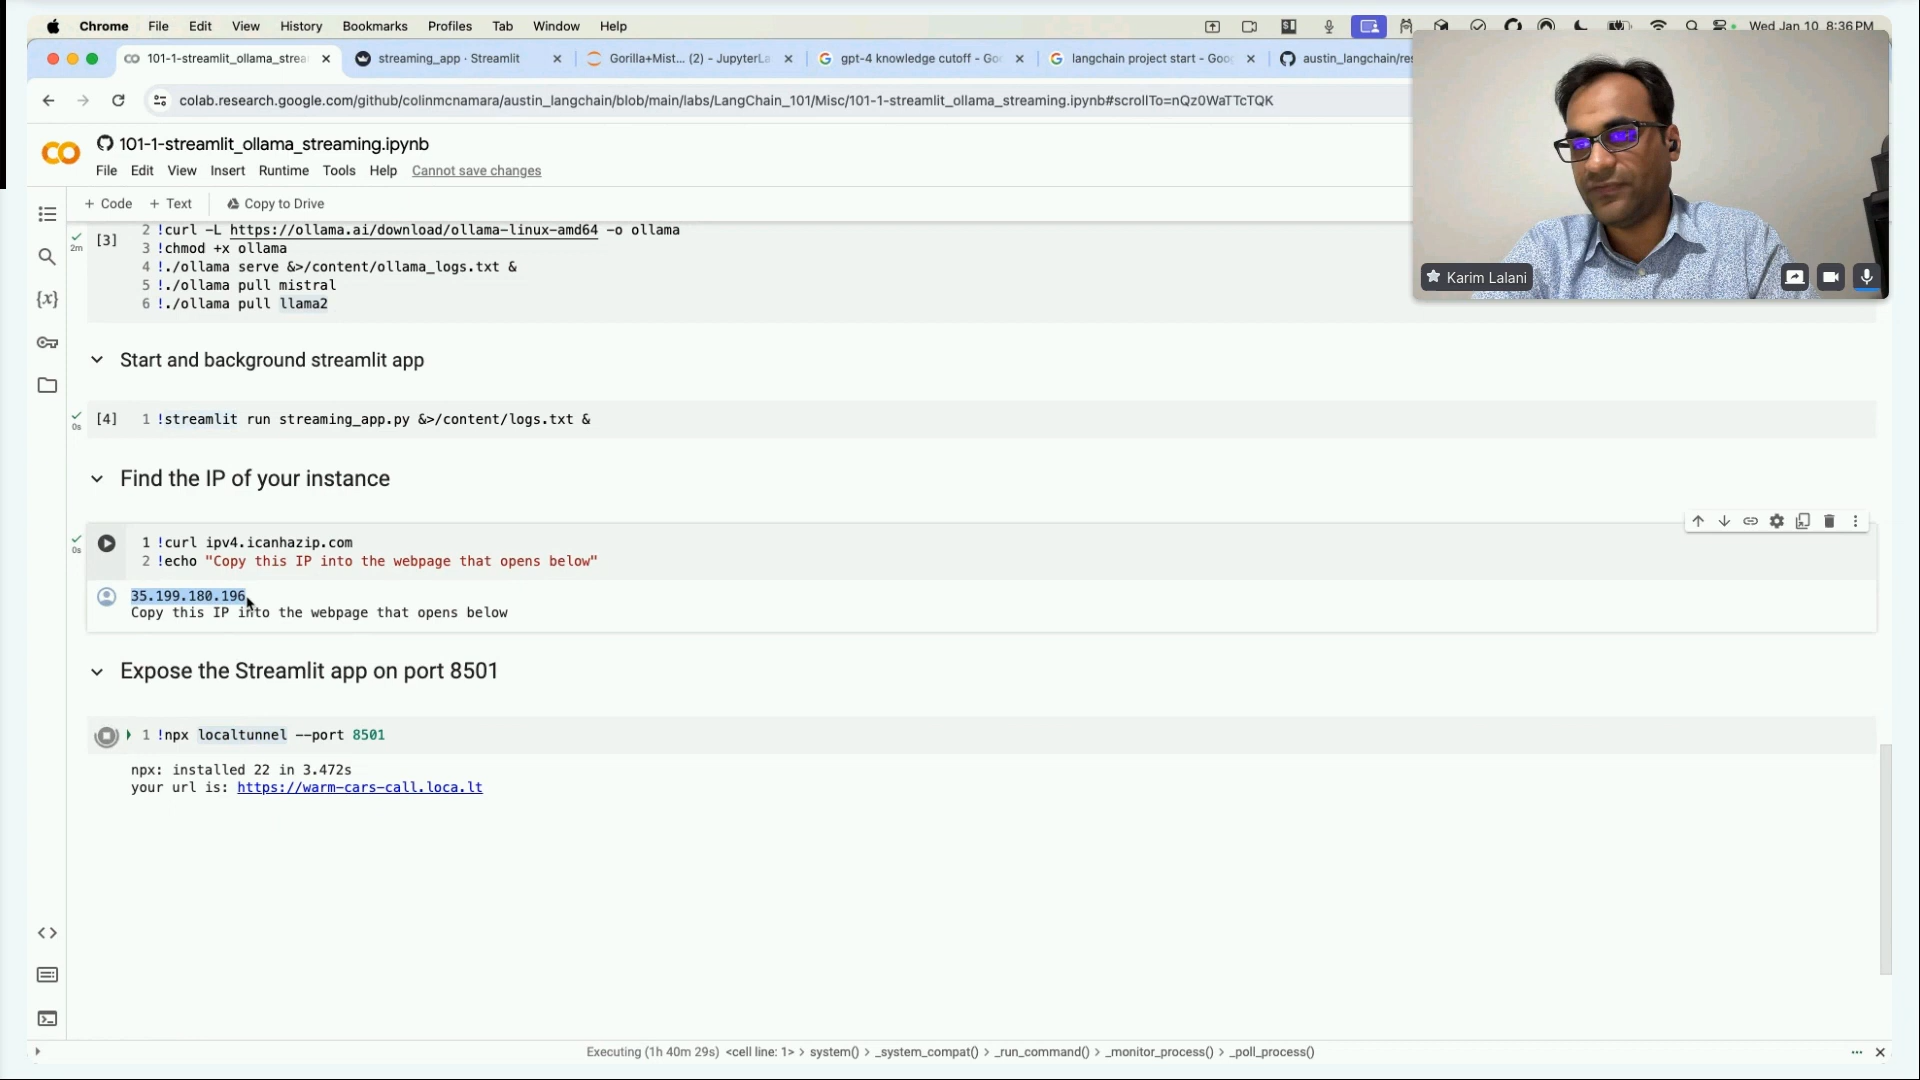 Chrome File Edit View History Bookmarks Profiles Tab Window Help Wed Jan 10 8:36 PM
101-1-streamlit_ollama_strea streaming_app · Streamlit Gorilla+Mist... (2) - JupyterLa gpt-4 knowledge cutoff - Goo langchain project start - Goog austin_langchain/res
colab.research.google.com/github/colinmcnamara/austin_langchain/blob/main/labs/LangChain_101/Misc/101-1-streamlit_ollama_streaming.ipynb#scrollTo=nQz0WaTTcTQK
CO 101-1-streamlit_ollama_streaming.ipynb
File Edit View Insert Runtime Tools Help Cannot save changes
+ Code + Text Copy to Drive
2m [3] 2 !curl -L https://ollama.ai/download/ollama-linux-amd64 -o ollama
3 !chmod +x ollama
4 !./ollama serve &>/content/ollama_logs.txt &
5 !./ollama pull mistral
6 !./ollama pull llama2
Karim Lalani
Start and background streamlit app
0s [4] 1 !streamlit run streaming_app.py &>/content/logs.txt &
Find the IP of your instance
0s 1 !curl ipv4.icanhazip.com
2 !echo "Copy this IP into the webpage that opens below"
35.199.180.196
Copy this IP into the webpage that opens below
Expose the Streamlit app on port 8501
1 !npx localtunnel --port 8501
npx: installed 22 in 3.472s
your url is: https://warm-cars-call.loca.lt
Executing (1h 40m 29s) <cell line: 1> > system() > _system_compat() > _run_command() > _monitor_process() > _poll_process()